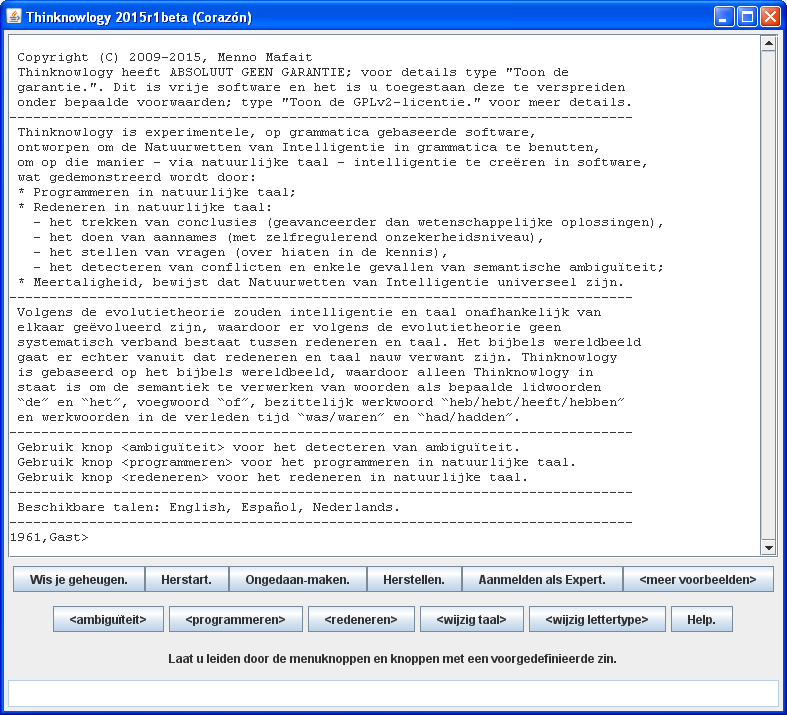 Thinknowlogy 2015r1beta (Corazón)
Copyright (C) 2009-2015, Menno Mafait
Thinknowlogy heeft ABSOLUUT GEEN GARANTIE; voor details type "Toon de
garantie.". Dit is vrije software en het is u toegestaan deze te verspreiden
onder bepaalde voorwaarden; type "Toon de GPLv2-licentie." voor meer details.
--------------------------------------------------------------------------------
Thinknowlogy is experimentele, op grammatica gebaseerde software,
ontworpen om de Natuurwetten van Intelligentie in grammatica te benutten,
om op die manier - via natuurlijke taal - intelligentie te creëren in software,
wat gedemonstreerd wordt door:
* Programmeren in natuurlijke taal;
* Redeneren in natuurlijke taal:
- het trekken van conclusies (geavanceerder dan wetenschappelijke oplossingen),
- het doen van aannames (met zelfregulerend onzekerheidsniveau),
- het stellen van vragen (over hiaten in de kennis),
- het detecteren van conflicten en enkele gevallen van semantische ambiguïteit;
* Meertaligheid, bewijst dat Natuurwetten van Intelligentie universeel zijn.
--------------------------------------------------------------------------------
Volgens de evolutietheorie zouden intelligentie en taal onafhankelijk van
elkaar geëvolueerd zijn, waardoor er volgens de evolutietheorie geen
systematisch verband bestaat tussen redeneren en taal. Het bijbels wereldbeeld
gaat er echter vanuit dat redeneren en taal nauw verwant zijn. Thinknowlogy
is gebaseerd op het bijbels wereldbeeld, waardoor alleen Thinknowlogy in
staat is om de semantiek te verwerken van woorden als bepaalde lidwoorden
“de” en “het”, voegwoord “of”, bezittelijk werkwoord “heb/hebt/heeft/hebben”
en werkwoorden in de verleden tijd “was/waren” en “had/hadden”.
--------------------------------------------------------------------------------
Gebruik knop <ambiguïteit> voor het detecteren van ambiguïteit.
Gebruik knop <programmeren> voor het programmeren in natuurlijke taal.
Gebruik knop <redeneren> voor het redeneren in natuurlijke taal.
--------------------------------------------------------------------------------
Beschikbare talen: English, Español, Nederlands.
--------------------------------------------------------------------------------
1961,Gast>
Wis je geheugen. Herstart. Ongedaan-maken. Herstellen. Aanmelden als Expert. <meer voorbeelden>
<ambiguïteit> <programmeren> <redeneren> <wijzig taal> <wijzig lettertype> Help.
Laat u leiden door de menuknoppen en knoppen met een voorgedefinieerde zin.